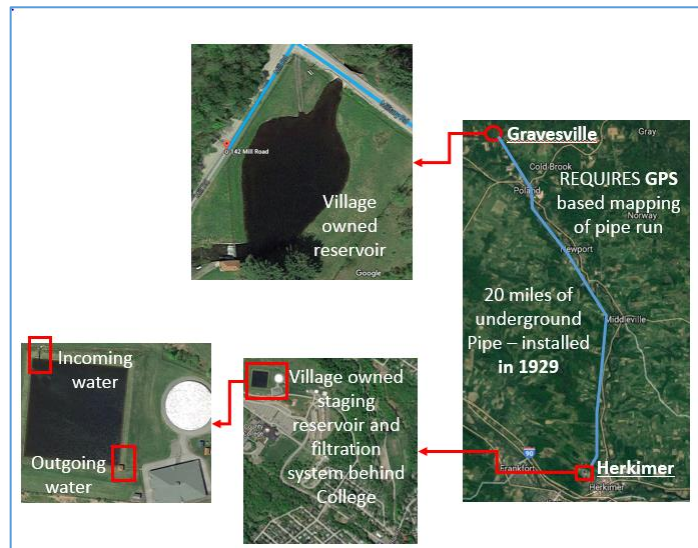 142 Mill Road
Village
owned
reservoir
Google
Gravesville
Gray
Cold Brook
Poland
REQUIRES GPS
based mapping
of pipe run
Norway
Newport
20 miles of
underground
Pipe – installed
in 1929
Middleville
90
Frankfort
Herkimer
Herkimer
Incoming
water
Outgoing
water
Village owned
staging
reservoir and
filtration
system behind
College